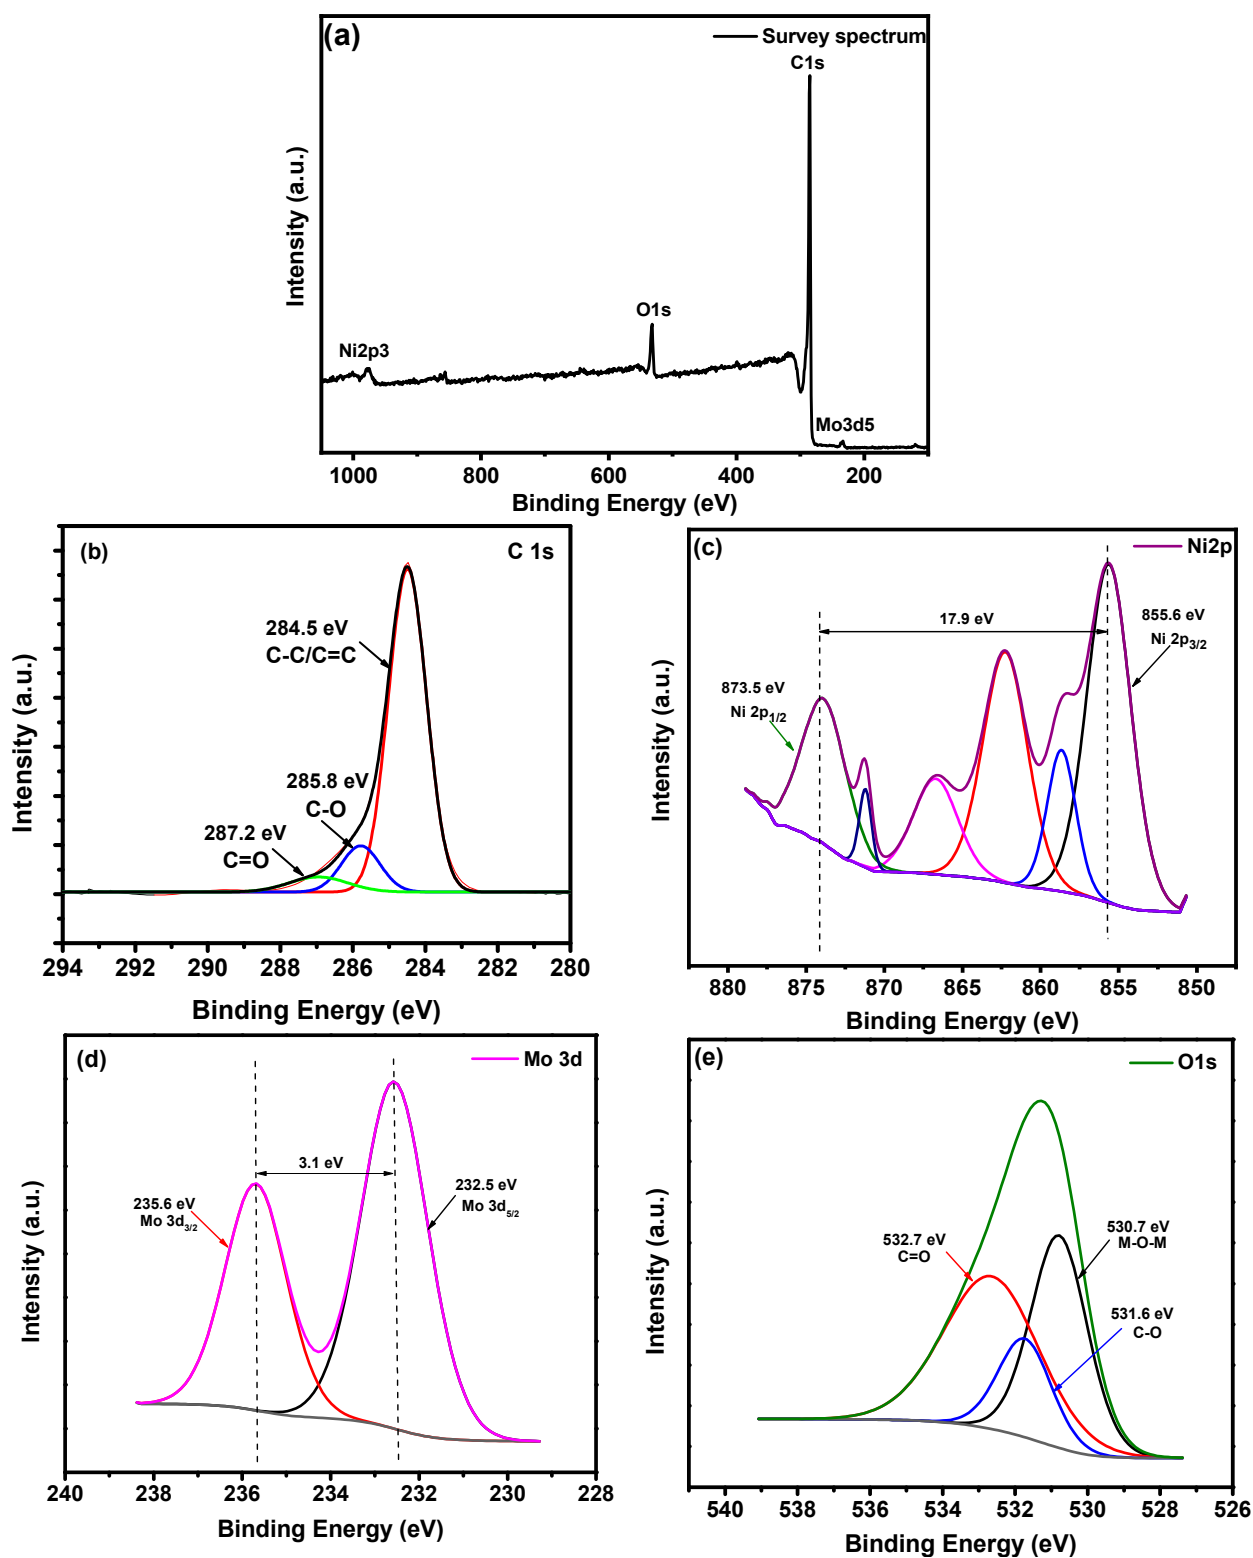 (a)
Survey spectrum
C1s
O1s
Ni2p3
Mo3d5
Intensity (a.u.)
1000 800 600 400 200
Binding Energy (eV)
(b)
C 1s
284.5 eV
C-C/C=C
285.8 eV
C-O
287.2 eV
C=O
Intensity (a.u.)
294 292 290 288 286 284 282 280
Binding Energy (eV)
(c)
Ni2p
17.9 eV
855.6 eV
Ni 2p3/2
873.5 eV
Ni 2p1/2
Intensity (a.u.)
880 875 870 865 860 855 850
Binding Energy (eV)
(d)
Mo 3d
3.1 eV
235.6 eV
Mo 3d3/2
232.5 eV
Mo 3d5/2
Intensity (a.u.)
240 238 236 234 232 230 228
Binding Energy (eV)
(e)
O1s
530.7 eV
M-O-M
532.7 eV
C=O
531.6 eV
C-O
Intensity (a.u.)
540 538 536 534 532 530 528 526
Binding Energy (eV)